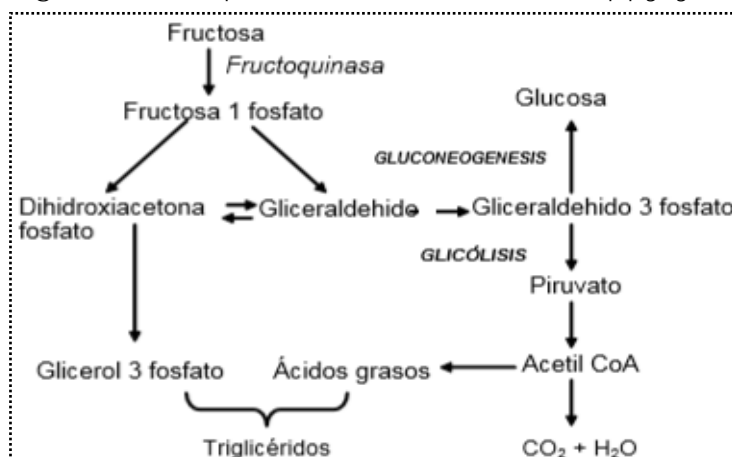 Fructosa
Fructoquinasa
Fructosa 1 fosfato
Glucosa
GLUCONEOGENESIS
Dihidroxiacetona
fosfato
Gliceraldehido
Gliceraldehido 3 fosfato
GLICÓLISIS
Piruvato
Glicerol 3 fosfato
Ácidos grasos
Acetil CoA
Triglicéridos
CO₂ + H₂O